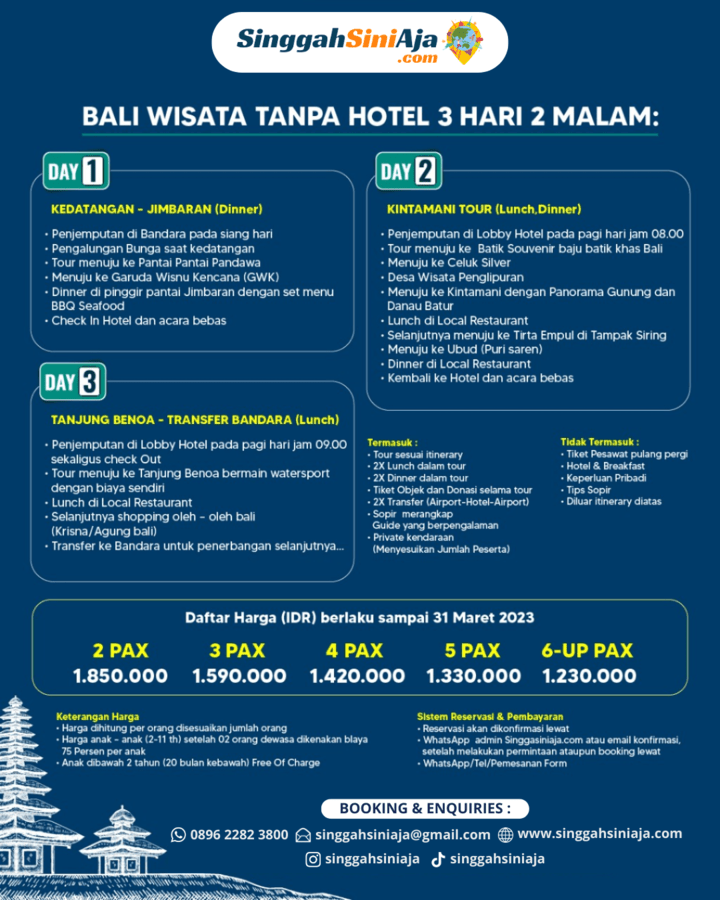 SinggahSiniAja
.com
BALI WISATA TANPA HOTEL 3 HARI 2 MALAM:
DAY 1
KEDATANGAN - JIMBARAN (Dinner)
• Penjemputan di Bandara pada siang hari
• Pengalungan Bunga saat kedatangan
• Tour menuju ke Pantai Pantai Pandawa
• Menuju ke Garuda Wisnu Kencana (GWK)
• Dinner di pinggir pantai Jimbaran dengan set menu
BBQ Seafood
• Check In Hotel dan acara bebas
DAY 2
KINTAMANI TOUR (Lunch,Dinner)
• Penjemputan di Lobby Hotel pada pagi hari jam 08.00
• Tour menuju ke Batik Souvenir baju batik khas Bali
• Menuju ke Celuk Silver
• Desa Wisata Penglipuran
• Menuju ke Kintamani dengan Panorama Gunung dan
Danau Batur
• Lunch di Local Restaurant
• Selanjutnya menuju ke Tirta Empul di Tampak Siring
• Menuju ke Ubud (Puri saren)
• Dinner di Local Restaurant
• Kembali ke Hotel dan acara bebas
DAY 3
TANJUNG BENOA - TRANSFER BANDARA (Lunch)
• Penjemputan di Lobby Hotel pada pagi hari jam 09.00
sekaligus check Out
• Tour menuju ke Tanjung Benoa bermain watersport
dengan biaya sendiri
• Lunch di Local Restaurant
• Selanjutnya shopping oleh - oleh bali
(Krisna/Agung bali)
• Transfer ke Bandara untuk penerbangan selanjutnya...
Termasuk :
• Tour sesuai itinerary
• 2X Lunch dalam tour
• 2X Dinner dalam tour
• Tiket Objek dan Donasi selama tour
• 2X Transfer (Airport-Hotel-Airport)
• Sopir merangkap
Guide yang berpengalaman
• Private kendaraan
(Menyesuikan Jumlah Peserta)
Tidak Termasuk :
• Tiket Pesawat pulang pergi
• Hotel & Breakfast
• Keperluan Pribadi
• Tips Sopir
• Diluar itinerary diatas
Daftar Harga (IDR) berlaku sampai 31 Maret 2023
2 PAX 3 PAX 4 PAX 5 PAX 6-UP PAX
1.850.000 1.590.000 1.420.000 1.330.000 1.230.000
Keterangan Harga
• Harga dihitung per orang disesuaikan jumlah orang
• Harga anak - anak (2-11 th) setelah 02 orang dewasa dikenakan biaya
75 Persen per anak
• Anak dibawah 2 tahun (20 bulan kebawah) Free Of Charge
Sistem Reservasi & Pembayaran
• Reservasi akan dikonfirmasi lewat
• WhatsApp admin Singgasiniaja.com atau email konfirmasi,
setelah melakukan permintaan ataupun booking lewat
• WhatsApp/Tel/Pemesanan Form
BOOKING & ENQUIRIES :
0896 2282 3800 singgahsiniaja@gmail.com www.singgahsiniaja.com
singgahsiniaja singgahsiniaja